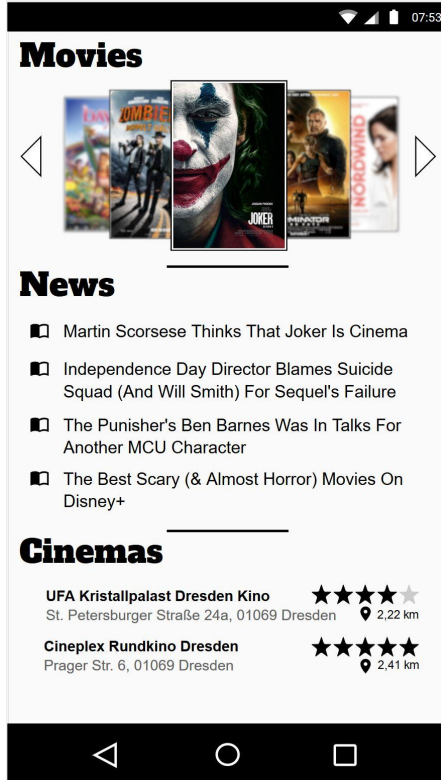 07:53
Movies
ZOMBIE
JOKER
NORDWIND
News
Martin Scorsese Thinks That Joker Is Cinema
Independence Day Director Blames Suicide
Squad (And Will Smith) For Sequel's Failure
The Punisher's Ben Barnes Was In Talks For
Another MCU Character
The Best Scary (& Almost Horror) Movies On
Disney+
Cinemas
UFA Kristallpalast Dresden Kino
St. Petersburger Straße 24a, 01069 Dresden
2,22 km
Cineplex Rundkino Dresden
Prager Str. 6, 01069 Dresden
2,41 km